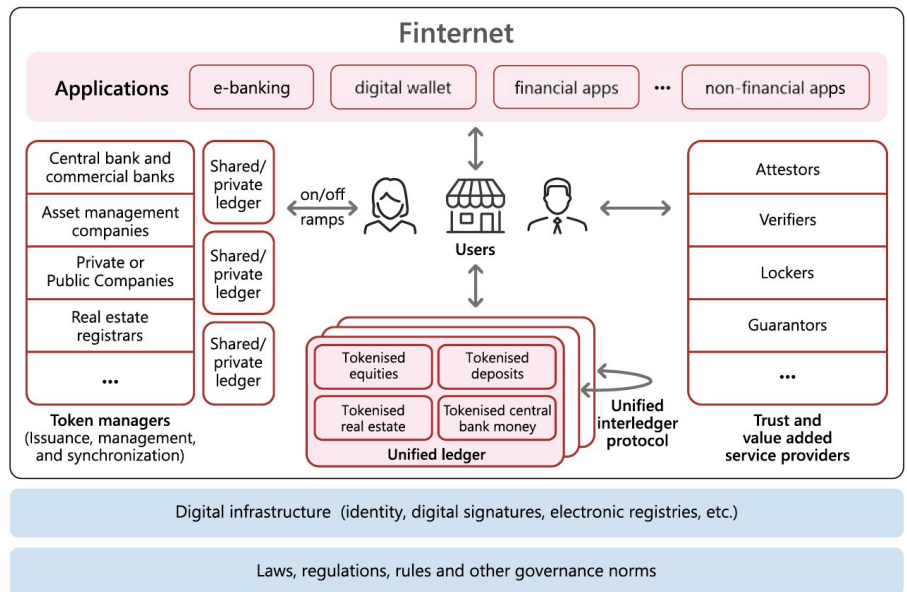 Finternet
Applications
e-banking
digital wallet
financial apps
...
non-financial apps
Central bank and
commercial banks
Asset management
companies
Private or
Public Companies
Real estate
registrars
...
Token managers
(Issuance, management,
and synchronization)
Shared/
private
ledger
Shared/
private
ledger
Shared/
private
ledger
on/off
ramps
Users
Tokenised
equities
Tokenised
deposits
Tokenised
real estate
Tokenised central
bank money
Unified ledger
Unified
interledger
protocol
Attestors
Verifiers
Lockers
Guarantors
...
Trust and
value added
service providers
Digital infrastructure (identity, digital signatures, electronic registries, etc.)
Laws, regulations, rules and other governance norms